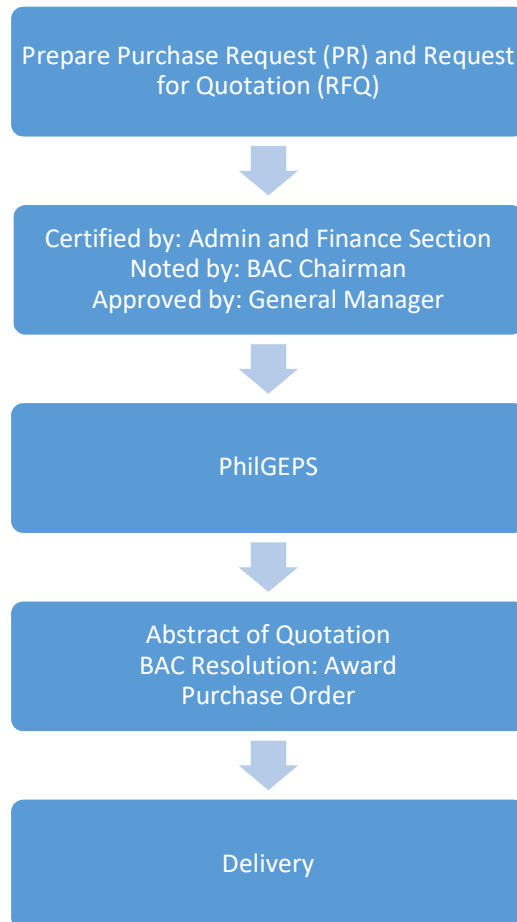 Prepare Purchase Request (PR) and Request
for Quotation (RFQ)
Certified by: Admin and Finance Section
Noted by: BAC Chairman
Approved by: General Manager
PhilGEPS
Abstract of Quotation
BAC Resolution: Award
Purchase Order
Delivery